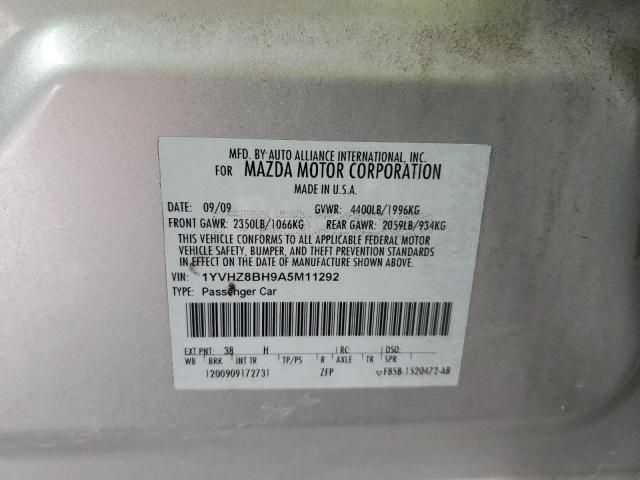 MFD. BY AUTO ALLIANCE INTERNATIONAL, INC.
FOR MAZDA MOTOR CORPORATION
MADE IN U.S.A.
DATE: 09/09 GVWR: 4400LB/1996KG
FRONT GAWR: 2350LB/1066KG REAR GAWR: 2059LB/934KG
THIS VEHICLE CONFORMS TO ALL APPLICABLE FEDERAL MOTOR
VEHICLE SAFETY, BUMPER, AND THEFT PREVENTION STANDARDS
IN EFFECT ON THE DATE OF MANUFACTURE SHOWN ABOVE.
VIN: 1YVHZ8BH9A5M11292
TYPE: Passenger Car
EXT PNT: 38 H RC: DSO:
WB BRK INT TR TP/PS R AXLE TR SPR
1200909172731 ZFP F85B-1520472-AB